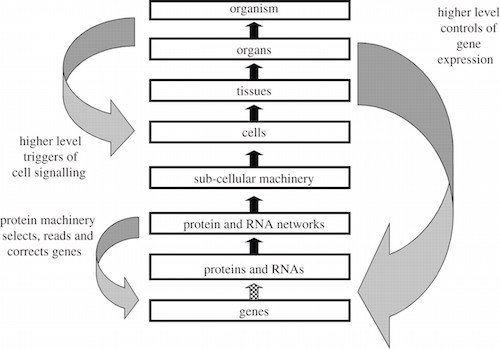 organism
organs
tissues
cells
sub-cellular machinery
protein and RNA networks
proteins and RNAs
genes
higher level
triggers of
cell signalling
protein machinery
selects, reads and
corrects genes
higher level
controls of
gene
expression